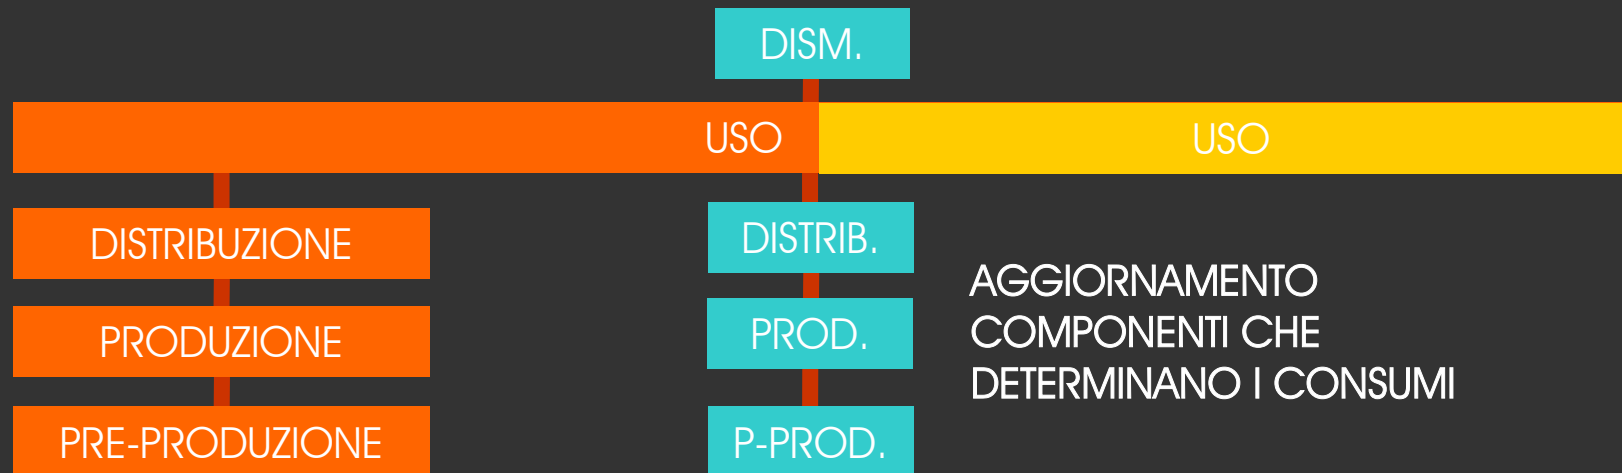 DISM.
USO
USO
DISTRIBUZIONE
PRODUZIONE
PRE-PRODUZIONE
DISTRIB.
PROD.
P-PROD.
AGGIORNAMENTO
COMPONENTI CHE
DETERMINANO I CONSUMI